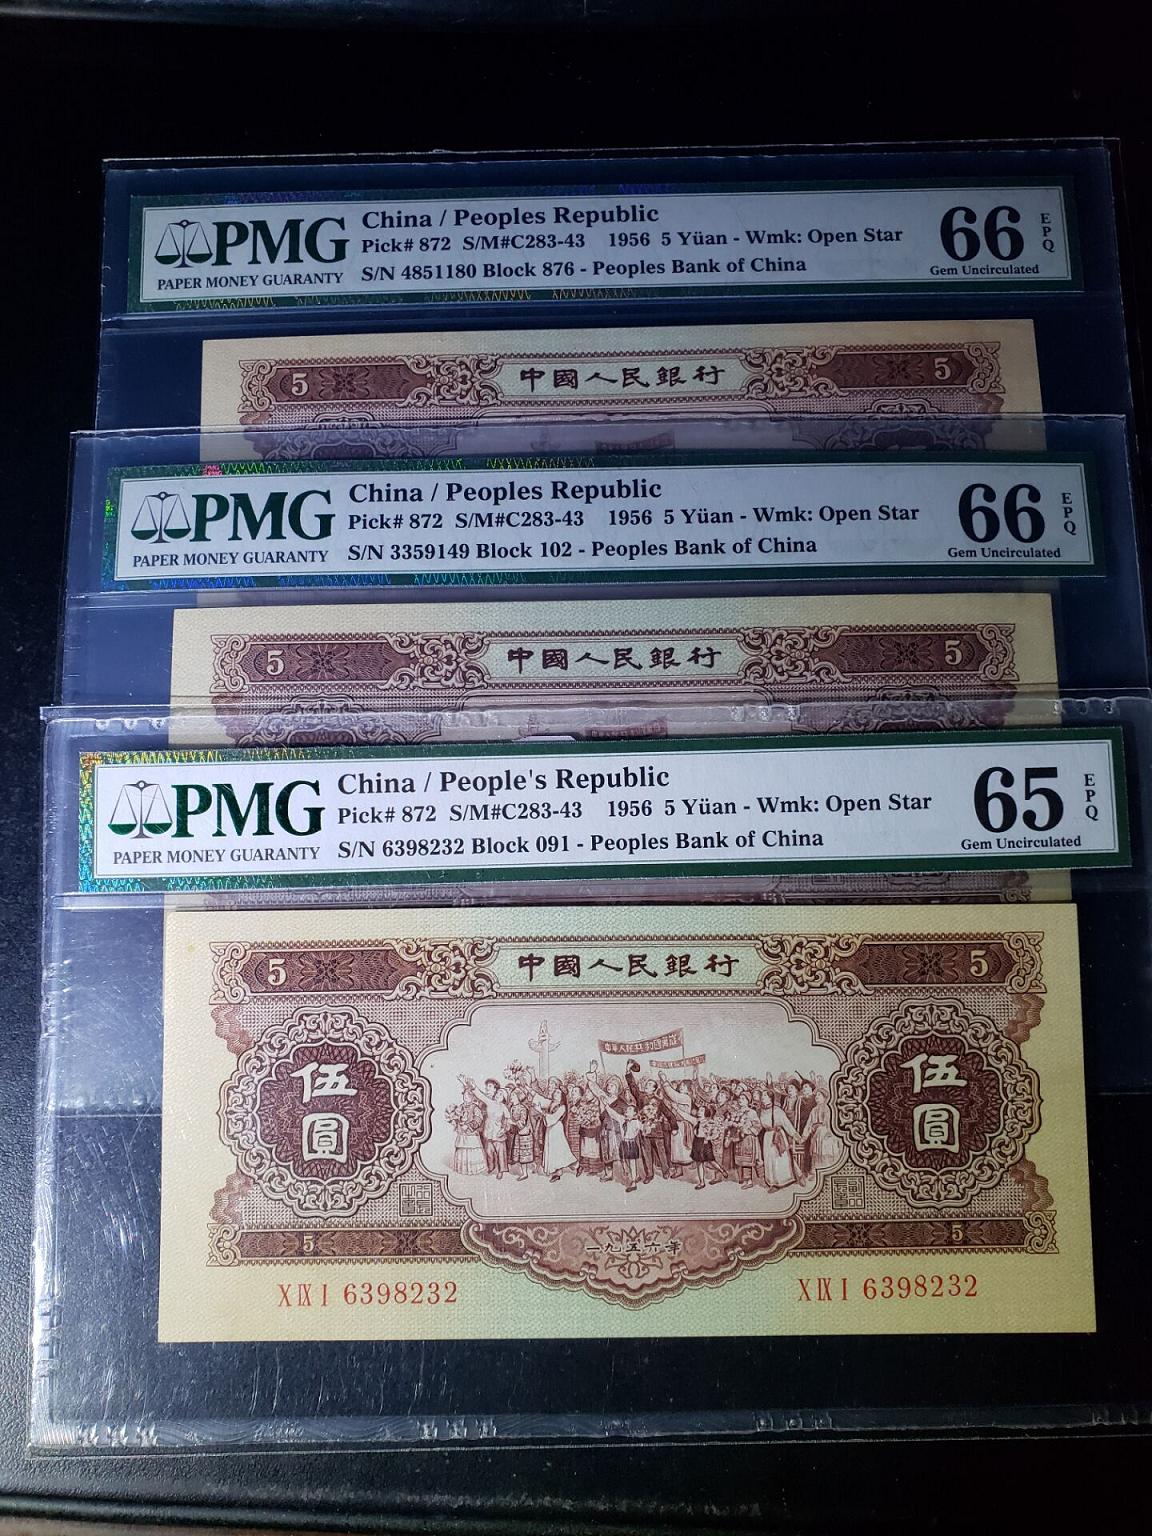 PMG
PAPER MONEY GUARANTY
China / Peoples Republic
Pick# 872 S/M#C283-43 1956 5 Yüan - Wmk: Open Star
S/N 4851180 Block 876 - Peoples Bank of China
66
EPQ
Gem Uncirculated
5 中國人民銀行 5
PMG
PAPER MONEY GUARANTY
China / Peoples Republic
Pick# 872 S/M#C283-43 1956 5 Yüan - Wmk: Open Star
S/N 3359149 Block 102 - Peoples Bank of China
66
EPQ
Gem Uncirculated
5 中國人民銀行 5
PMG
PAPER MONEY GUARANTY
China / People's Republic
Pick# 872 S/M#C283-43 1956 5 Yüan - Wmk: Open Star
S/N 6398232 Block 091 - Peoples Bank of China
65
EPQ
Gem Uncirculated
5 中國人民銀行 5
伍圓
伍圓
5 一九五六年 5
X IX I 6398232 X IX I 6398232